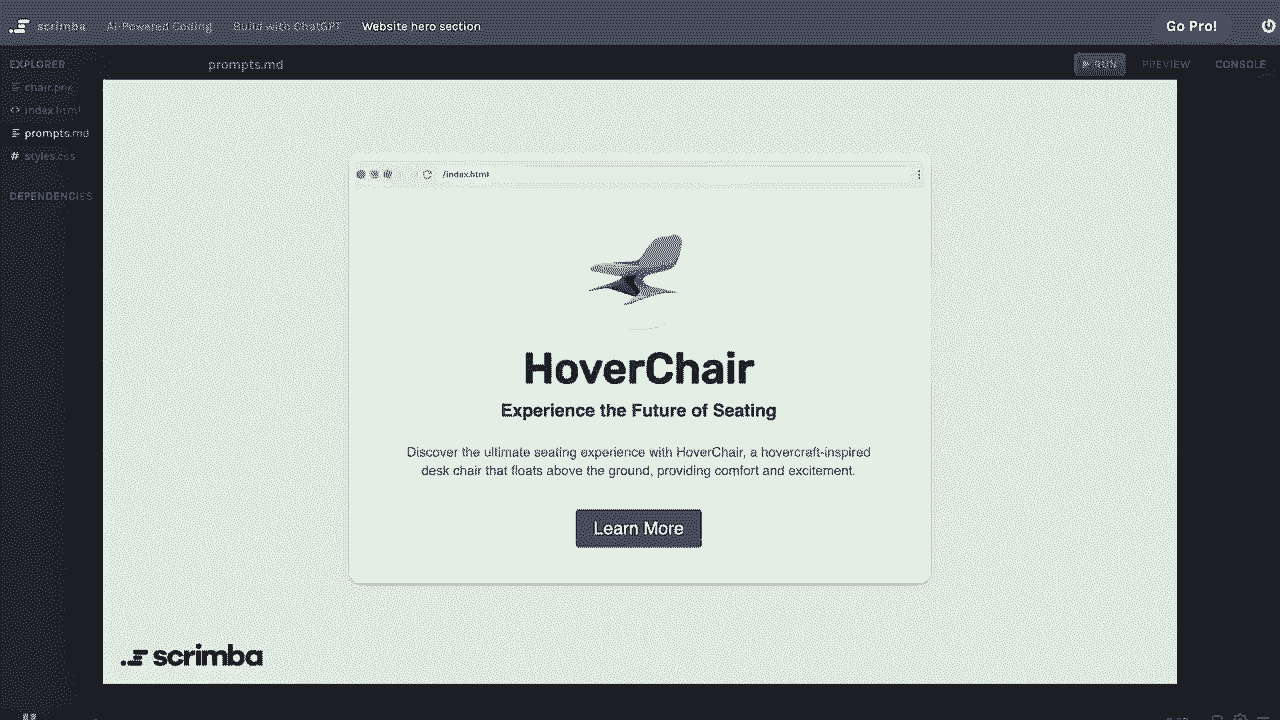 scrimba AI-Powered Coding Build with ChatGPT Website hero section Go Pro!
EXPLORER prompts.md RUN PREVIEW CONSOLE
chair.png
index.html
prompts.md
styles.css
DEPENDENCIES
/index.html
HoverChair
Experience the Future of Seating
Discover the ultimate seating experience with HoverChair, a hovercraft-inspired
desk chair that floats above the ground, providing comfort and excitement.
Learn More
scrimba